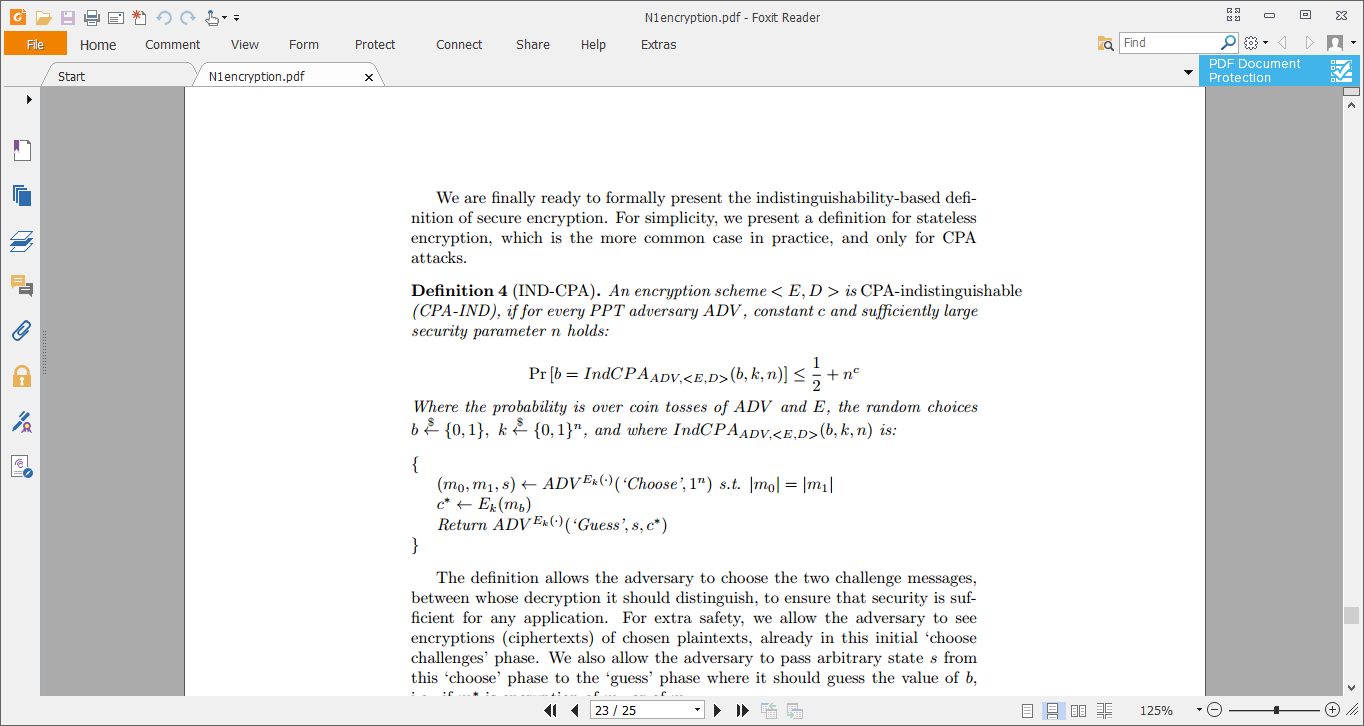 N1encryption.pdf - Foxit Reader
File Home Comment View Form Protect Connect Share Help Extras
Find
Start
N1encryption.pdf
PDF Document
Protection
We are finally ready to formally present the indistinguishability-based defi-
nition of secure encryption. For simplicity, we present a definition for stateless
encryption, which is the more common case in practice, and only for CPA
attacks.
Definition 4 (IND-CPA). An encryption scheme < E, D > is CPA-indistinguishable
(CPA-IND), if for every PPT adversary ADV, constant c and sufficiently large
security parameter n holds:
Pr [b = IndCPA_{ADV,<E,D>}(b, k, n)] ≤ 1/2 + n^c
Where the probability is over coin tosses of ADV and E, the random choices
b ←$ {0, 1}, k ←$ {0, 1}^n, and where IndCPA_{ADV,<E,D>}(b, k, n) is:
{
(m_0, m_1, s) ← ADV^{E_k(·)}(‘Choose’, 1^n) s.t. |m_0| = |m_1|
c* ← E_k(m_b)
Return ADV^{E_k(·)}(‘Guess’, s, c*)
}
The definition allows the adversary to choose the two challenge messages,
between whose decryption it should distinguish, to ensure that security is suf-
ficient for any application. For extra safety, we allow the adversary to see
encryptions (ciphertexts) of chosen plaintexts, already in this initial ‘choose
challenges’ phase. We also allow the adversary to pass arbitrary state s from
this ‘choose’ phase to the ‘guess’ phase where it should guess the value of b,
23 / 25
125%